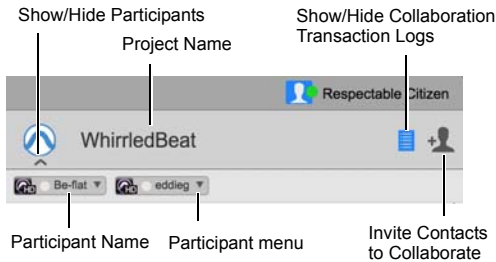 Show/Hide Participants
Project Name
Show/Hide Collaboration
Transaction Logs
Respectable Citizen
WhirrledBeat
Be-flat
eddieg
Participant Name
Participant menu
Invite Contacts
to Collaborate